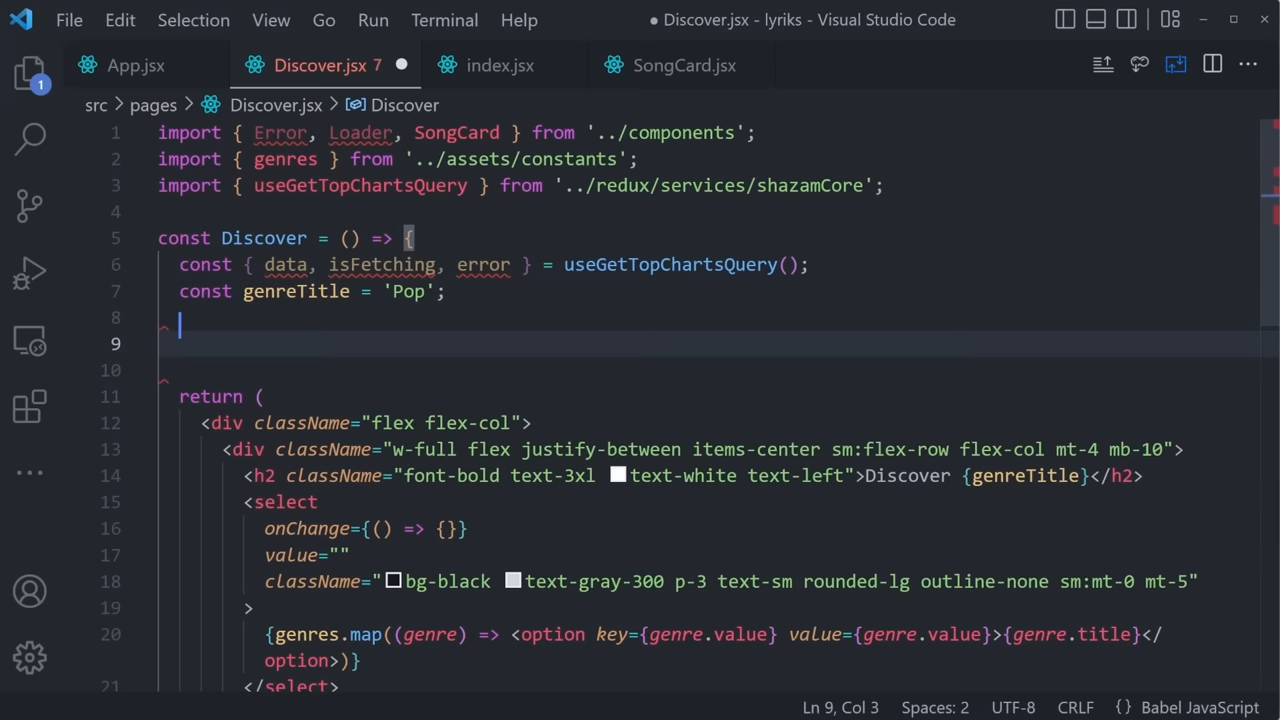 File Edit Selection View Go Run Terminal Help ● Discover.jsx - lyriks - Visual Studio Code
1
App.jsx Discover.jsx 7 index.jsx SongCard.jsx
src > pages > Discover.jsx > Discover
1 import { Error, Loader, SongCard } from '../components';
2 import { genres } from '../assets/constants';
3 import { useGetTopChartsQuery } from '../redux/services/shazamCore';
4
5 const Discover = () => {
6 const { data, isFetching, error } = useGetTopChartsQuery();
7 const genreTitle = 'Pop';
8
9
10
11 return (
12 <div className="flex flex-col">
13 <div className="w-full flex justify-between items-center sm:flex-row flex-col mt-4 mb-10">
14 <h2 className="font-bold text-3xl text-white text-left">Discover {genreTitle}</h2>
15 <select
16 onChange={() => {}}
17 value=""
18 className="bg-black text-gray-300 p-3 text-sm rounded-lg outline-none sm:mt-0 mt-5"
19 >
20 {genres.map((genre) => <option key={genre.value} value={genre.value}>{genre.title}</
option>)}
21 </select>
Ln 9, Col 3 Spaces: 2 UTF-8 CRLF {} Babel JavaScript